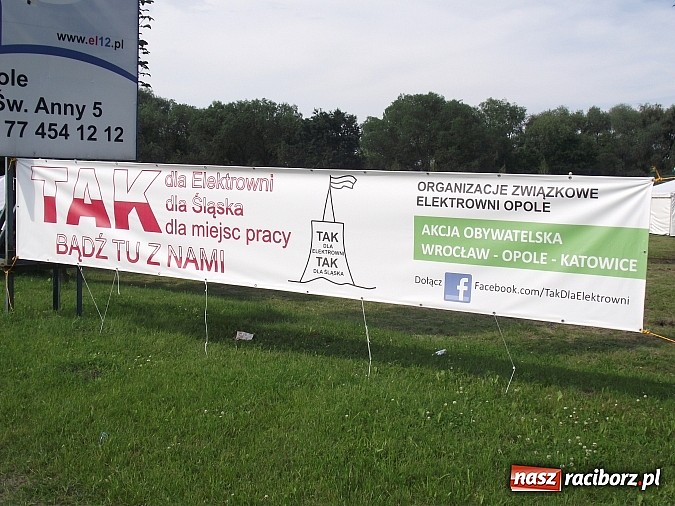 www.el12.pl
ole
Św. Anny 5
77 454 12 12
TAK
dla Elektrowni
dla Śląska
dla miejsc pracy
BĄDŹ TU Z NAMI
TAK
DLA
ELEKTROWNI
TAK
DLA ŚLĄSKA
ORGANIZACJE ZWIĄZKOWE
ELEKTROWNI OPOLE
AKCJA OBYWATELSKA
WROCŁAW - OPOLE - KATOWICE
Dołącz f Facebook.com/TakDlaElektrowni
nasz raciborz.pl